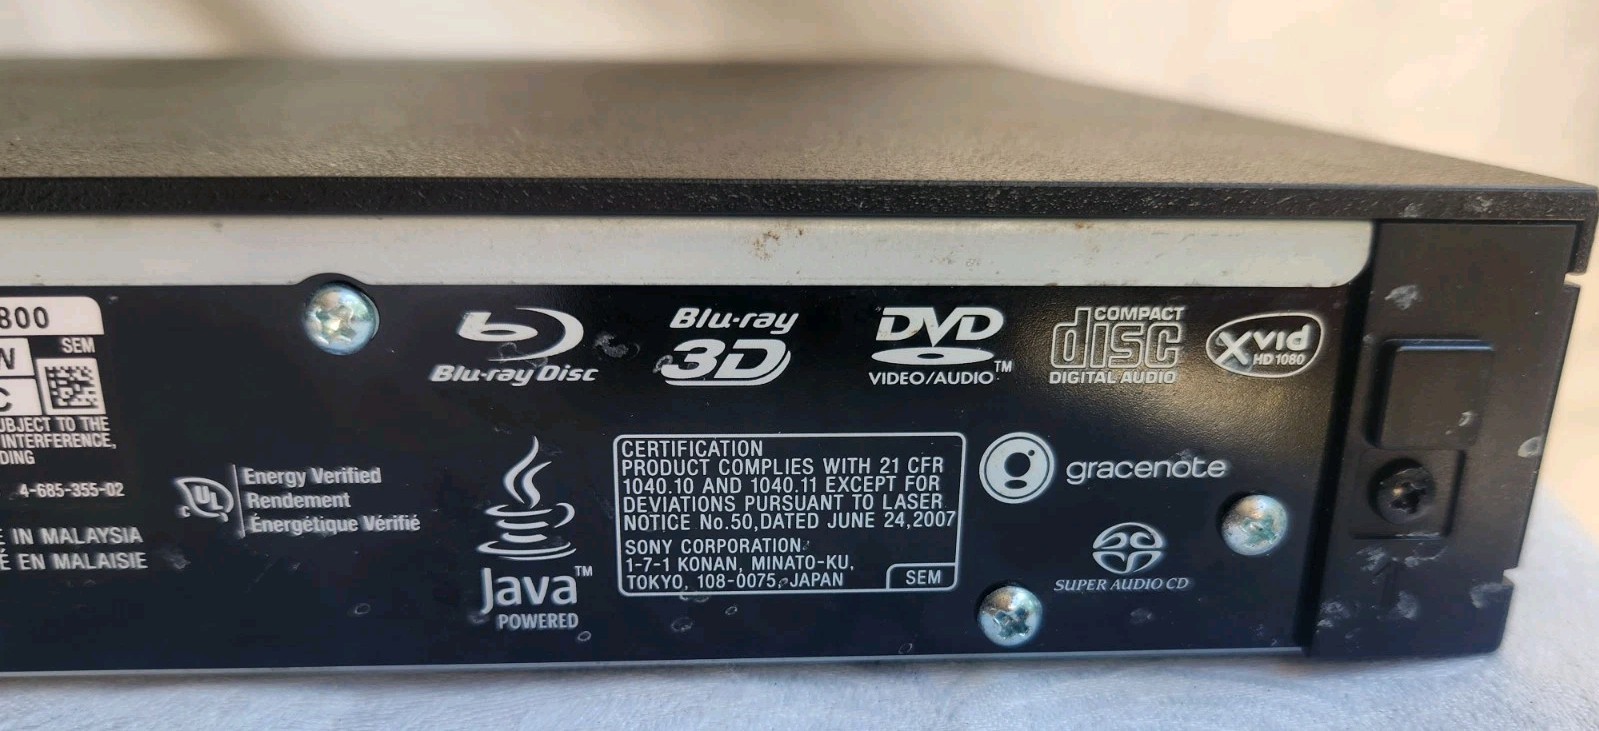 800
W
SEM
C
UBJECT TO THE
INTERFERENCE,
DING
4-685-355-02
E IN MALAYSIA
É EN MALAISIE
c UL
Energy Verified
Rendement
Énergétique Vérifié
Blu-ray Disc
Blu-ray
3D
DVD
VIDEO/AUDIO™
COMPACT
disc
DIGITAL AUDIO
Xvid
HD 1080
Java™
POWERED
CERTIFICATION
PRODUCT COMPLIES WITH 21 CFR
1040.10 AND 1040.11 EXCEPT FOR
DEVIATIONS PURSUANT TO LASER
NOTICE No.50,DATED JUNE 24,2007
SONY CORPORATION
1-7-1 KONAN, MINATO-KU,
TOKYO, 108-0075, JAPAN
SEM
gracenote
SUPER AUDIO CD